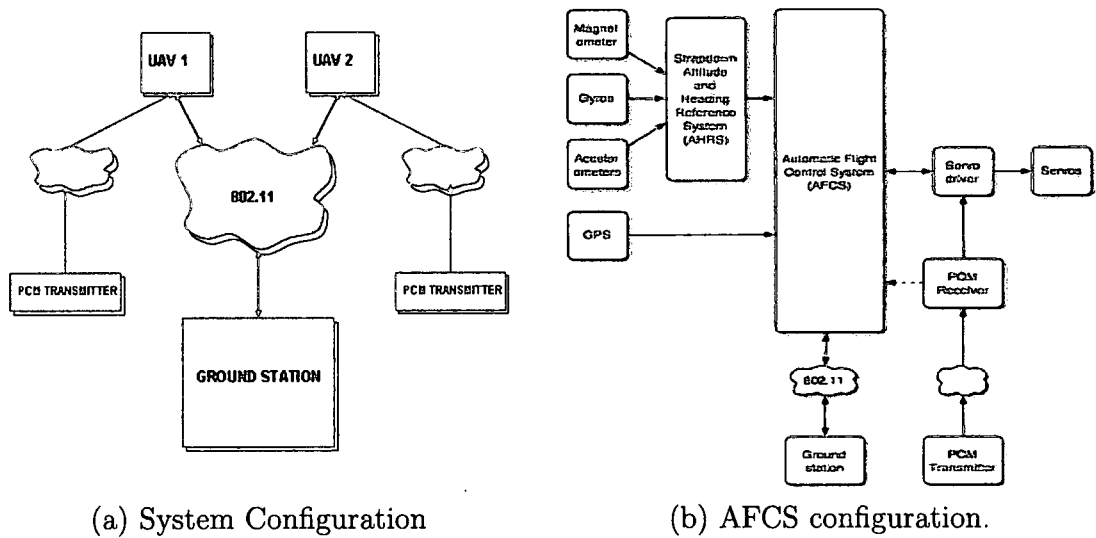 UAV 1
UAV 2
802.11
PCM TRANSMITTER
PCM TRANSMITTER
GROUND STATION
(a) System Configuration
Magnet
ometer
Gyros
Acceler
ometers
GPS
Strapdown
Altitude
and
Heading
Reference
System
(AHRS)
Automatic Flight
Control System
(AFCS)
Servo
driver
Servos
PCM
Receiver
802.11
Ground
station
PCM
Transmitter
(b) AFCS configuration.